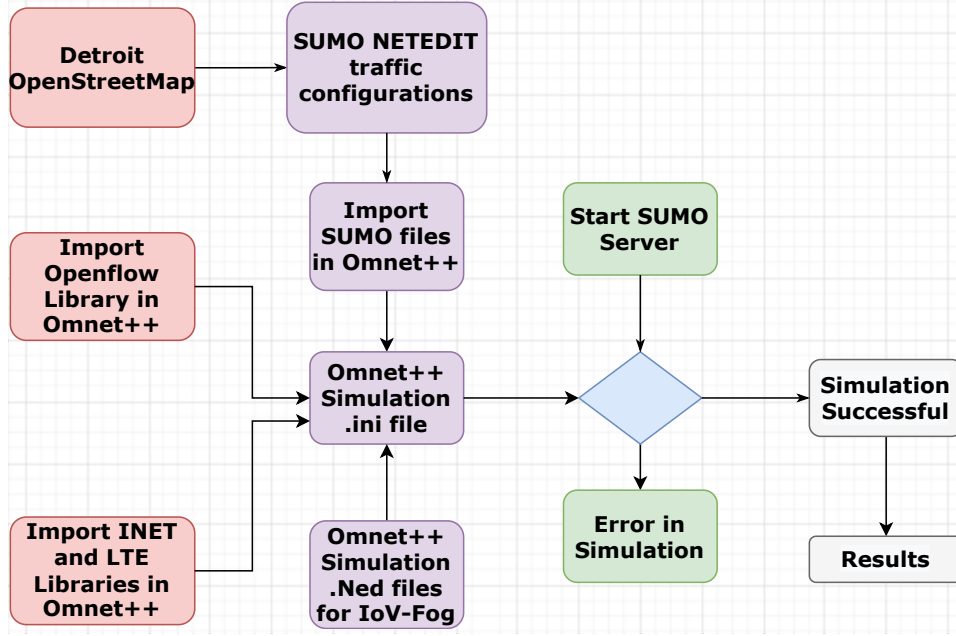 Detroit
OpenStreetMap
SUMO NETEDIT
traffic
configurations
Import
SUMO files
in Omnet++
Start SUMO
Server
Import
Openflow
Library in
Omnet++
Omnet++
Simulation
.ini file
Simulation
Successful
Import INET
and LTE
Libraries in
Omnet++
Omnet++
Simulation
.Ned files
for IoV-Fog
Error in
Simulation
Results